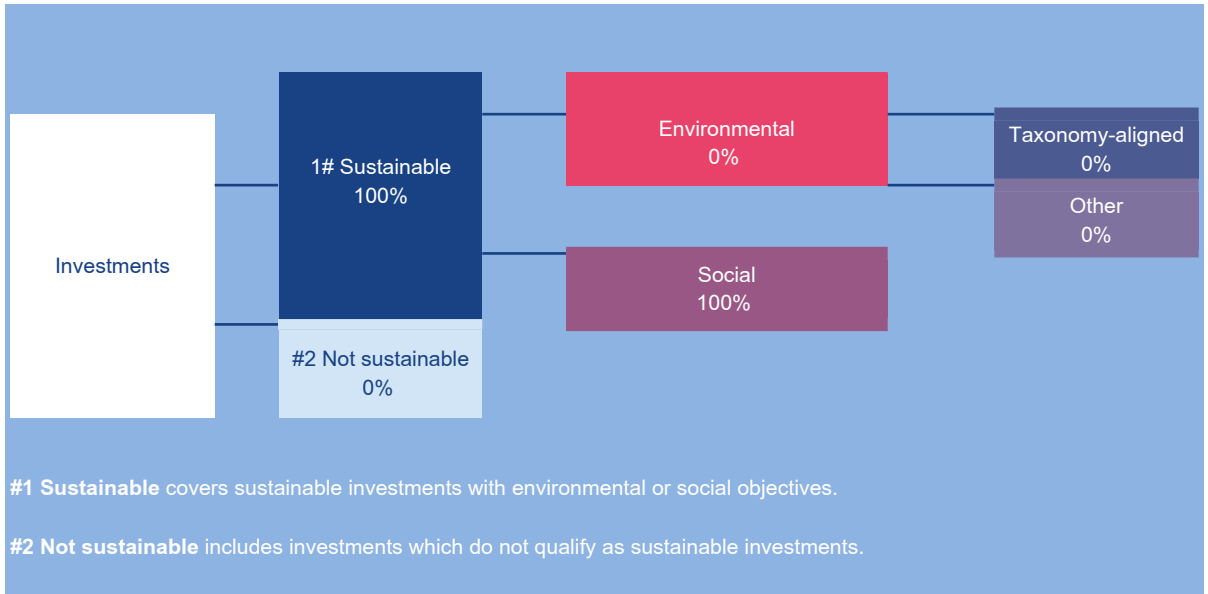 Investments
1# Sustainable
100%
#2 Not sustainable
0%
Environmental
0%
Social
100%
Taxonomy-aligned
0%
Other
0%
#1 Sustainable covers sustainable investments with environmental or social objectives.
#2 Not sustainable includes investments which do not qualify as sustainable investments.